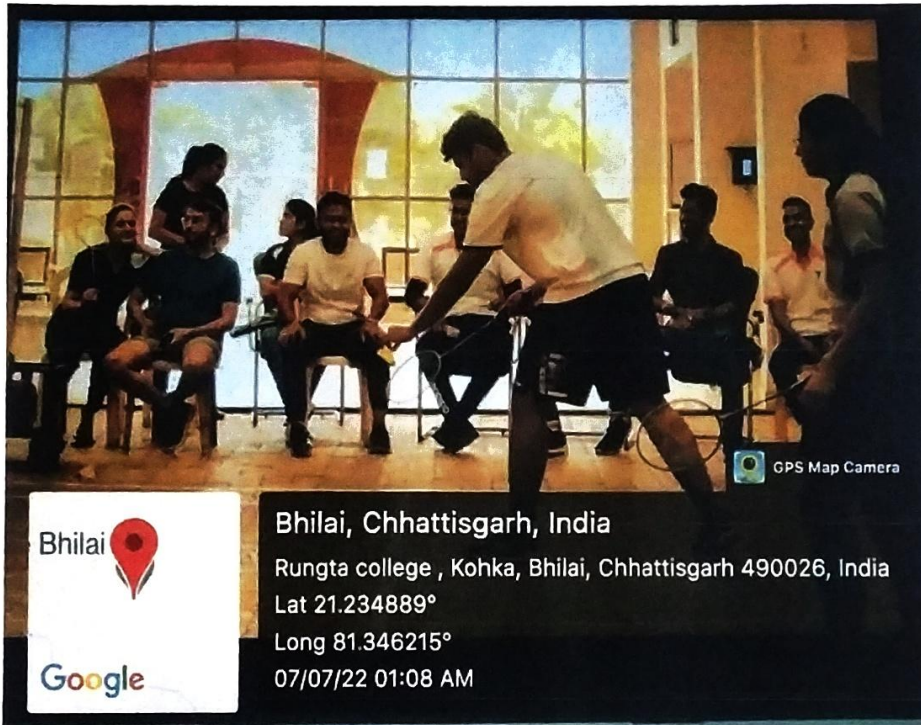 GPS Map Camera
Bhilai
Google
Bhilai, Chhattisgarh, India
Rungta college , Kohka, Bhilai, Chhattisgarh 490026, India
Lat 21.234889°
Long 81.346215°
07/07/22 01:08 AM